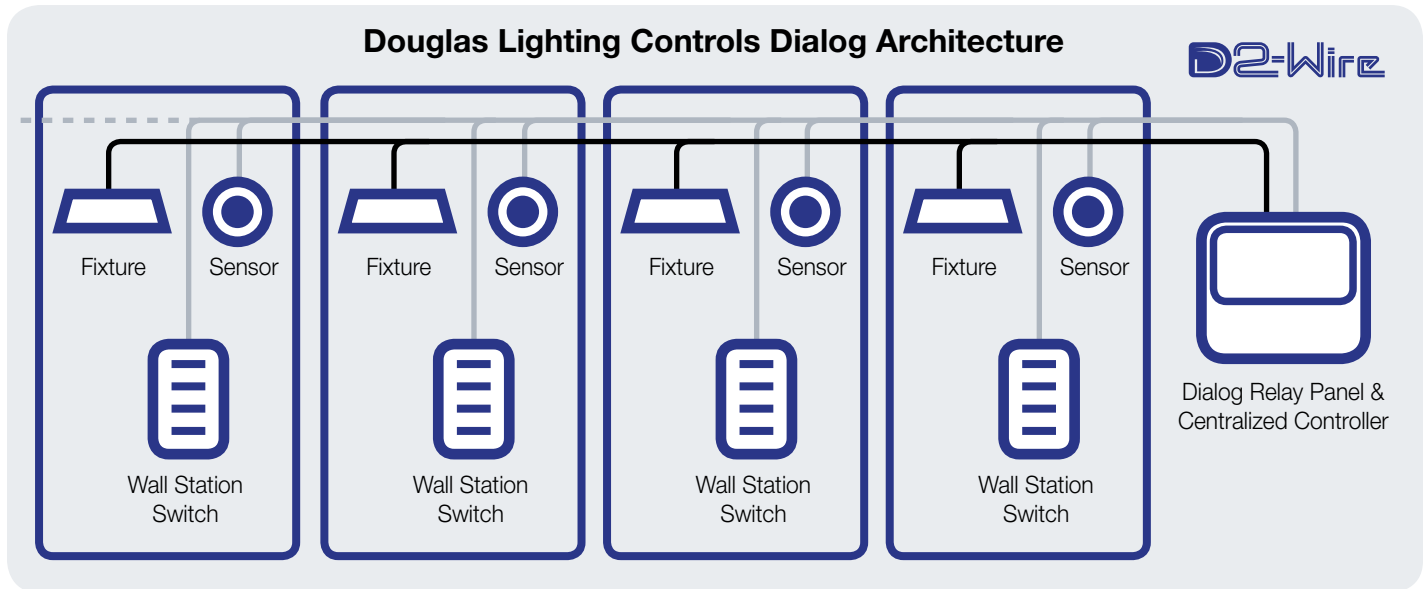 Douglas Lighting Controls Dialog Architecture
D2-Wire
Fixture
Sensor
Fixture
Sensor
Fixture
Sensor
Fixture
Sensor
Wall Station
Switch
Wall Station
Switch
Wall Station
Switch
Wall Station
Switch
Dialog Relay Panel &
Centralized Controller